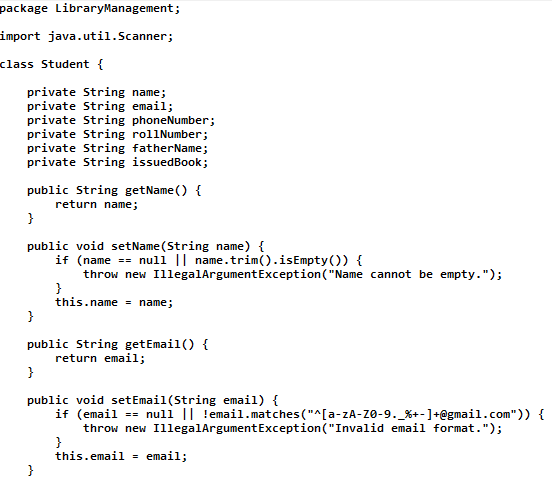 package LibraryManagement;
import java.util.Scanner;
class Student {
private String name;
private String email;
private String phoneNumber;
private String rollNumber;
private String fatherName;
private String issuedBook;
public String getName() {
return name;
}
public void setName(String name) {
if (name == null || name.trim().isEmpty()) {
throw new IllegalArgumentException("Name cannot be empty.");
}
this.name = name;
}
public String getEmail() {
return email;
}
public void setEmail(String email) {
if (email == null || !email.matches("^[a-zA-Z0-9._%+-]+@gmail.com")) {
throw new IllegalArgumentException("Invalid email format.");
}
this.email = email;
}